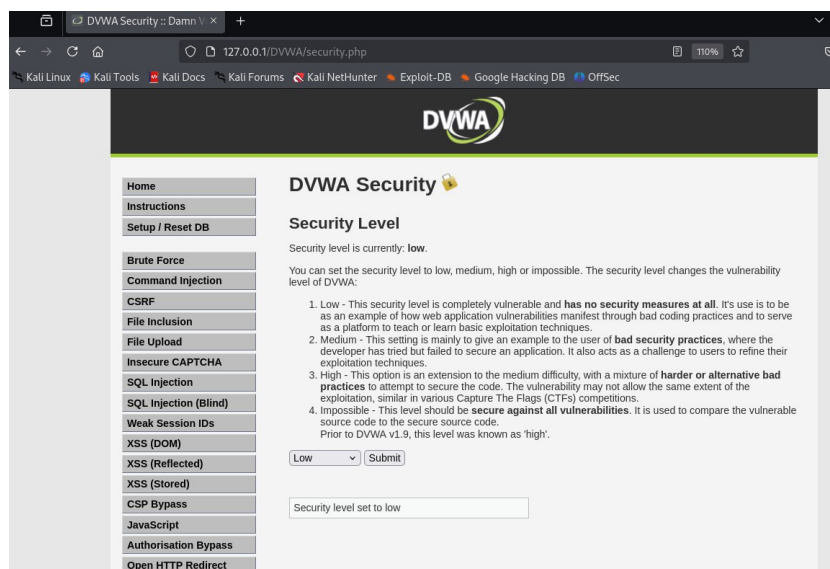 DVWA Security :: Damn V
127.0.0.1/DVWA/security.php
110%
Kali Linux Kali Tools Kali Docs Kali Forums Kali NetHunter Exploit-DB Google Hacking DB OffSec
DVWA
Home
Instructions
Setup / Reset DB
Brute Force
Command Injection
CSRF
File Inclusion
File Upload
Insecure CAPTCHA
SQL Injection
SQL Injection (Blind)
Weak Session IDs
XSS (DOM)
XSS (Reflected)
XSS (Stored)
CSP Bypass
JavaScript
Authorisation Bypass
Open HTTP Redirect
DVWA Security
Security Level
Security level is currently: low.
You can set the security level to low, medium, high or impossible. The security level changes the vulnerability
level of DVWA:
1. Low - This security level is completely vulnerable and has no security measures at all. It's use is to be
as an example of how web application vulnerabilities manifest through bad coding practices and to serve
as a platform to teach or learn basic exploitation techniques.
2. Medium - This setting is mainly to give an example to the user of bad security practices, where the
developer has tried but failed to secure an application. It also acts as a challenge to users to refine their
exploitation techniques.
3. High - This option is an extension to the medium difficulty, with a mixture of harder or alternative bad
practices to attempt to secure the code. The vulnerability may not allow the same extent of the
exploitation, similar in various Capture The Flags (CTFs) competitions.
4. Impossible - This level should be secure against all vulnerabilities. It is used to compare the vulnerable
source code to the secure source code.
Prior to DVWA v1.9, this level was known as 'high'.
Low Submit
Security level set to low